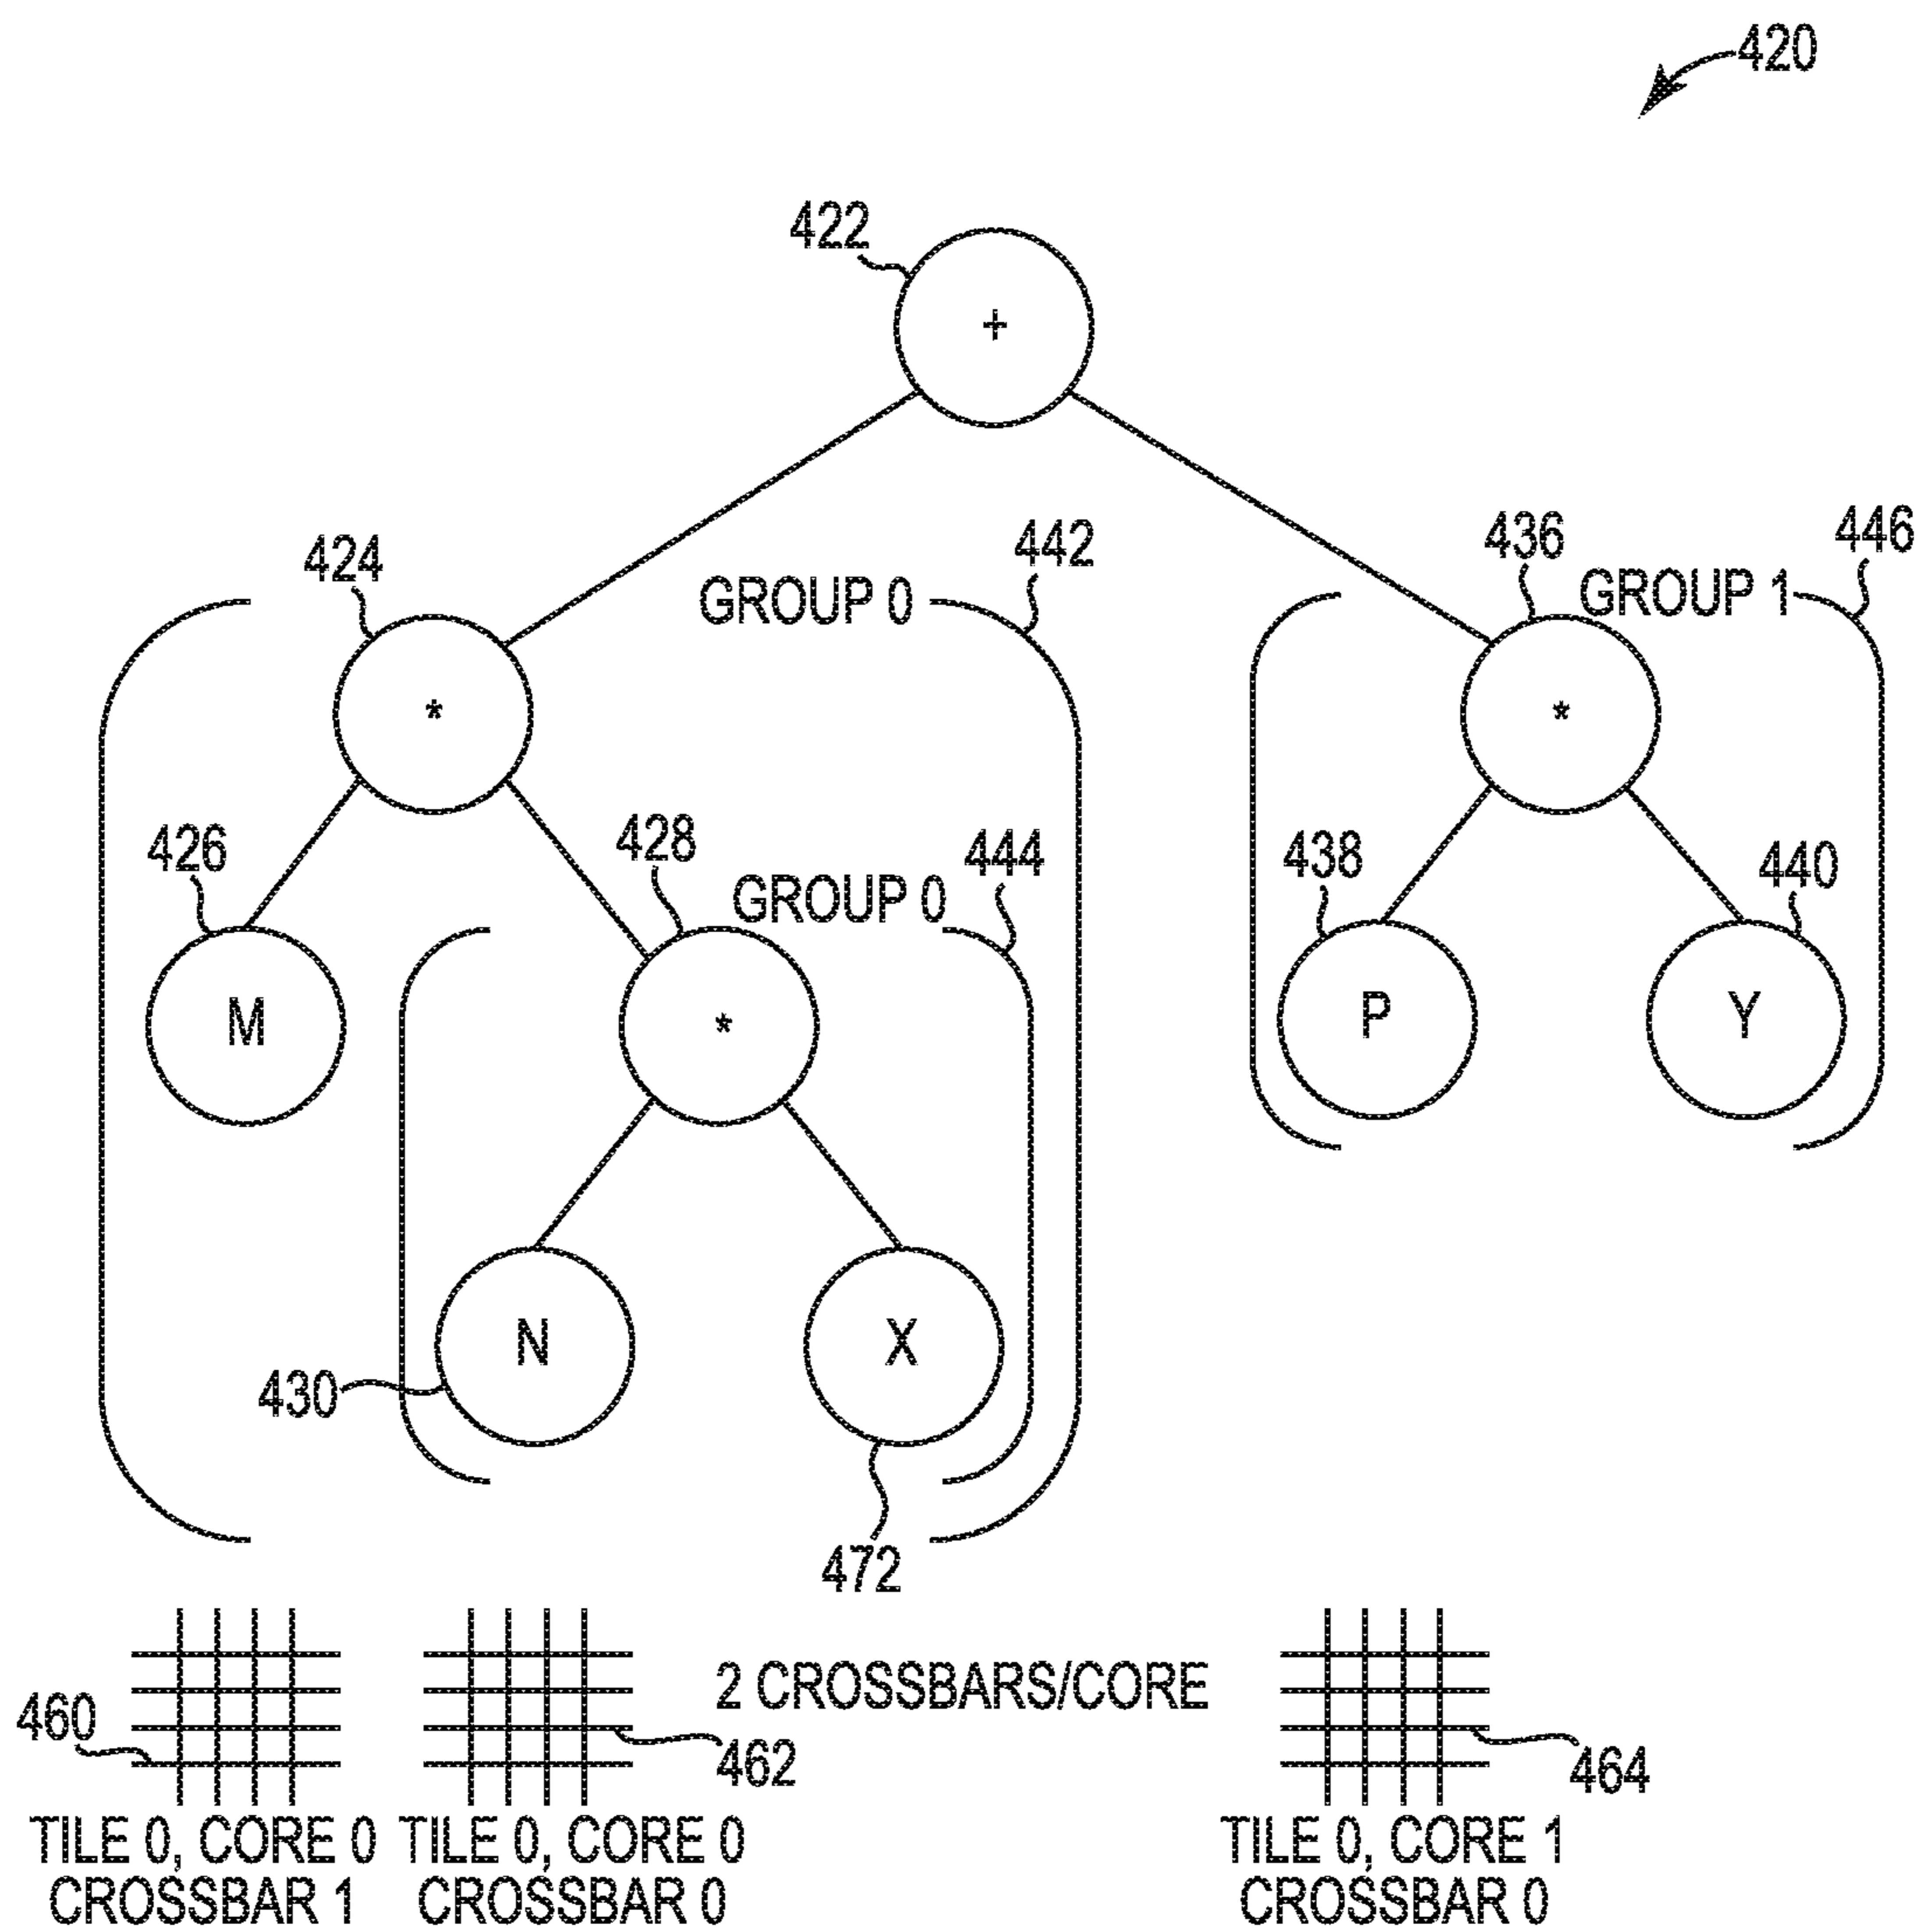 420
422
+
424
GROUP 0
442
436
GROUP 1
446
*
*
426
428
GROUP 0
444
438
440
M
*
P
Y
N
X
430
472
460
2 CROSSBARS/CORE
462
464
TILE 0, CORE 0
CROSSBAR 1
TILE 0, CORE 0
CROSSBAR 0
TILE 0, CORE 1
CROSSBAR 0